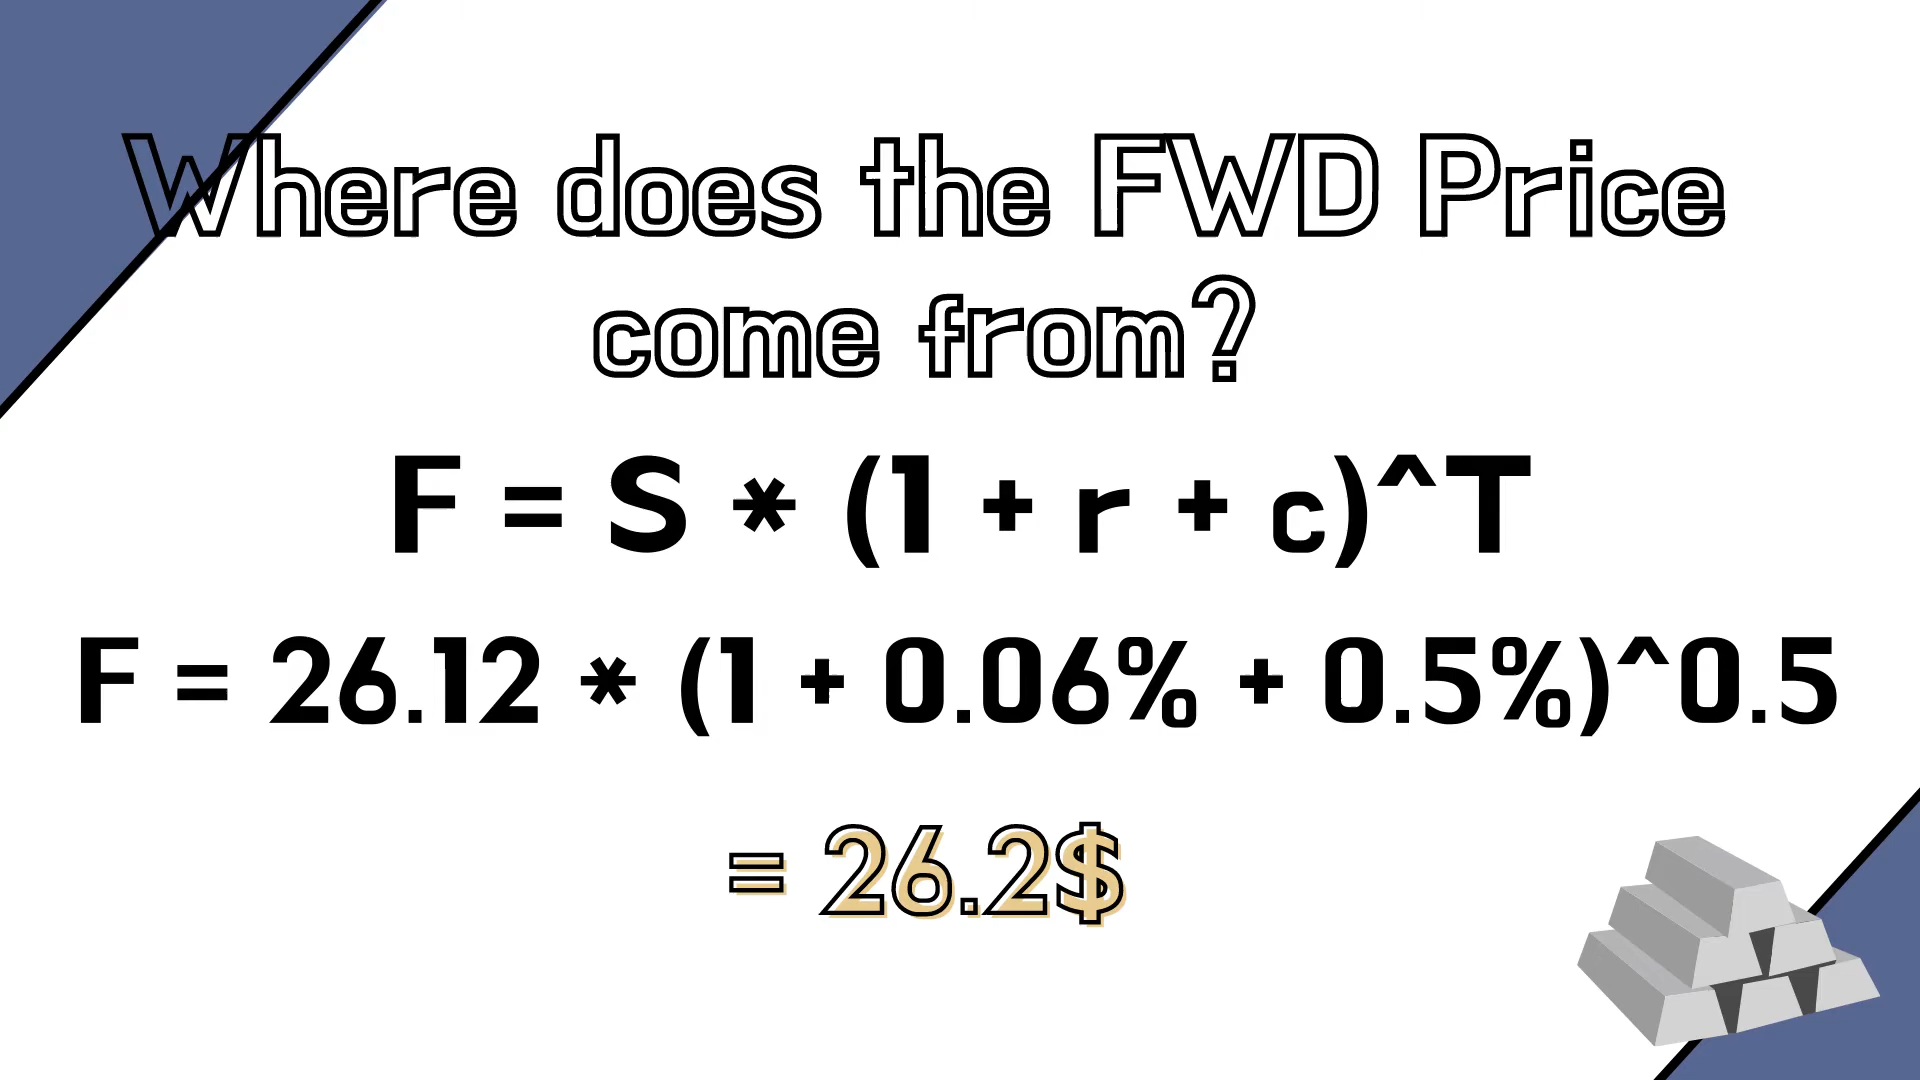 Where does the FWD Price
come from?
F = S * (1 + r + c)^T
F = 26.12 * (1 + 0.06% + 0.5%)^0.5
= 26.2$